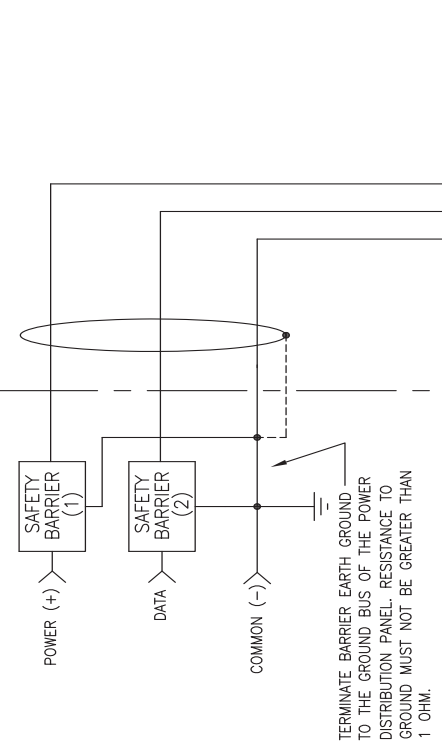 SAFETY
BARRIER
(1)
SAFETY
BARRIER
(2)
POWER (+)
DATA
COMMON (-)
TERMINATE BARRIER EARTH GROUND
TO THE GROUND BUS OF THE POWER
DISTRIBUTION PANEL. RESISTANCE TO
GROUND MUST NOT BE GREATER THAN
1 OHM.